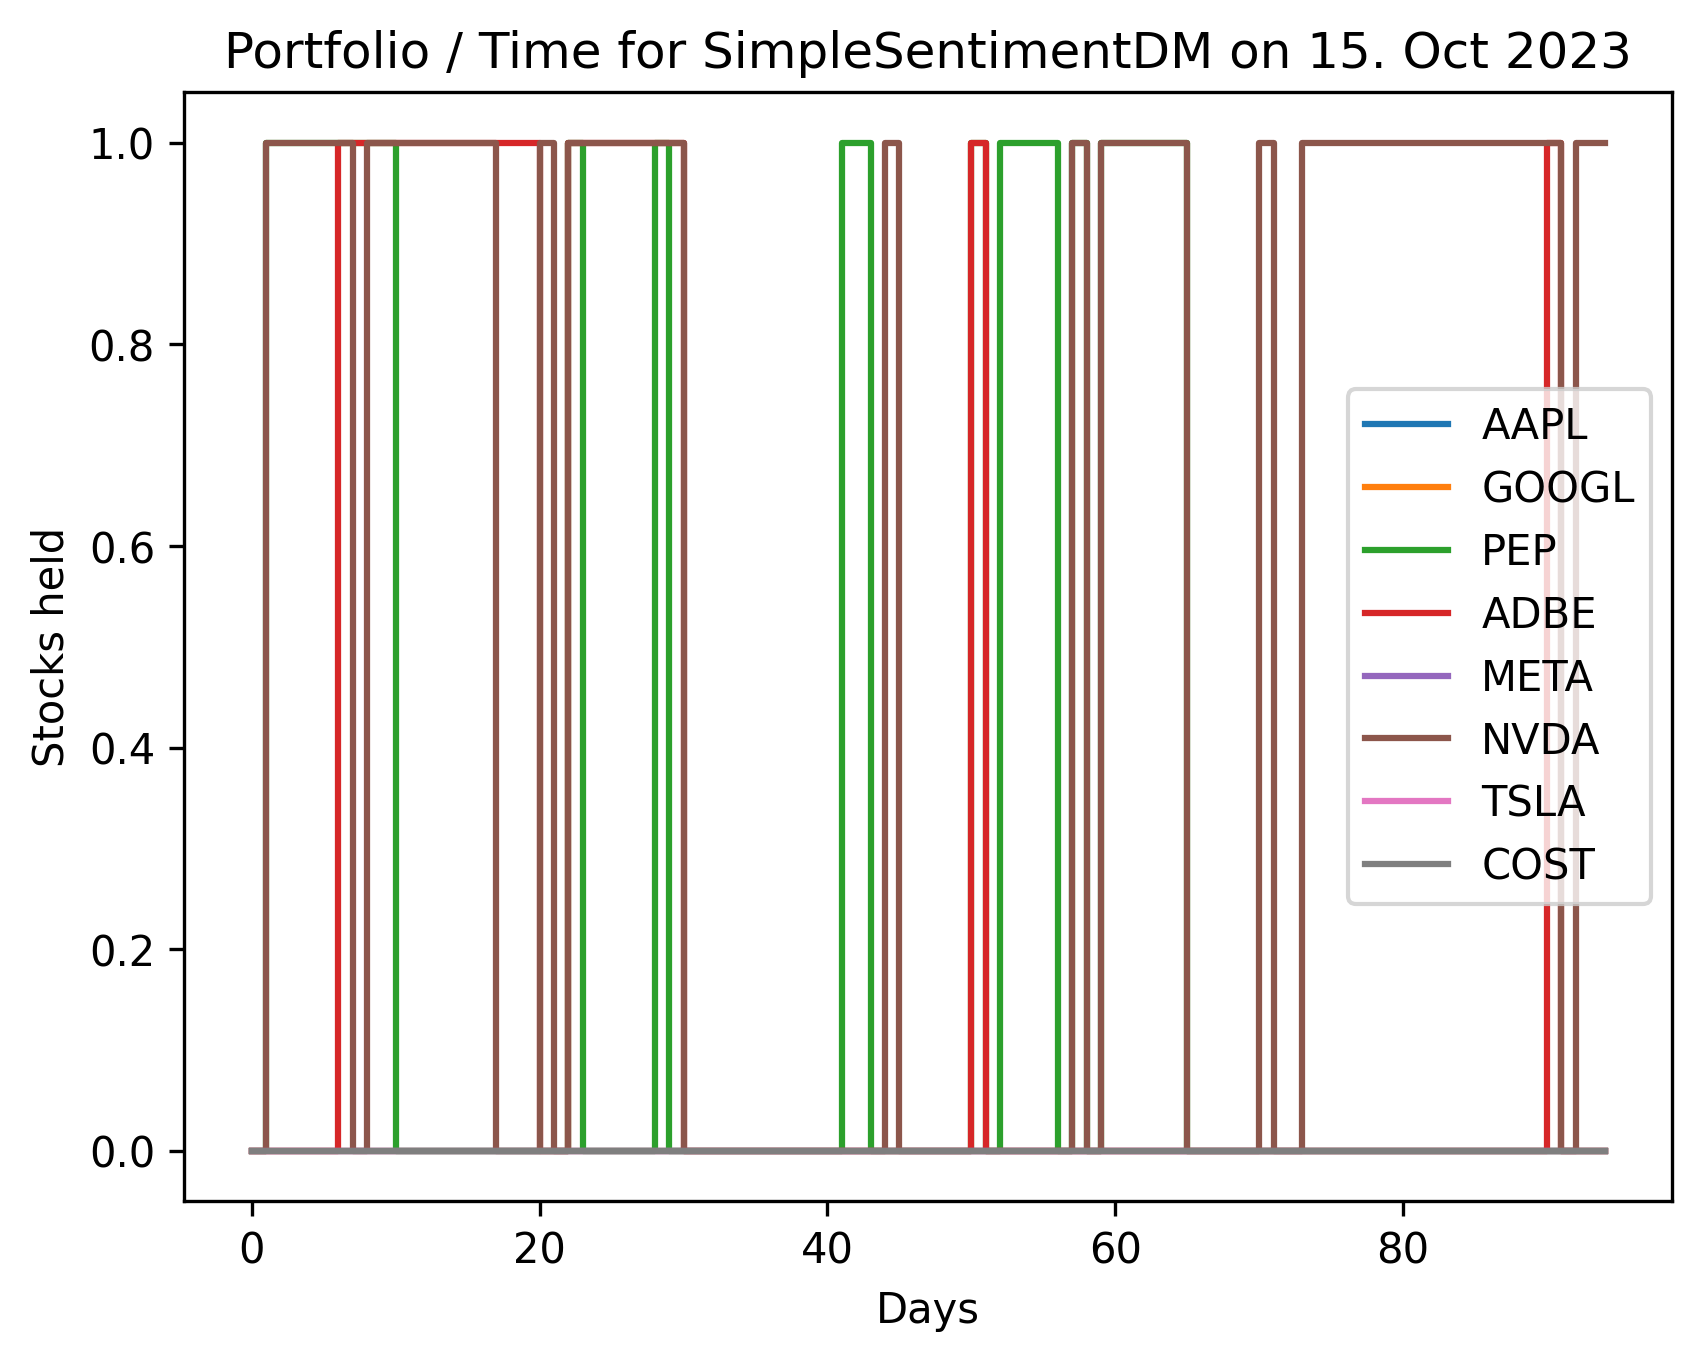 Portfolio / Time for SimpleSentimentDM on 15. Oct 2023
1.0
0.8
0.6
0.4
0.2
0.0
Stocks held
AAPL
GOOGL
PEP
ADBE
META
NVDA
TSLA
COST
0 20 40 60 80
Days